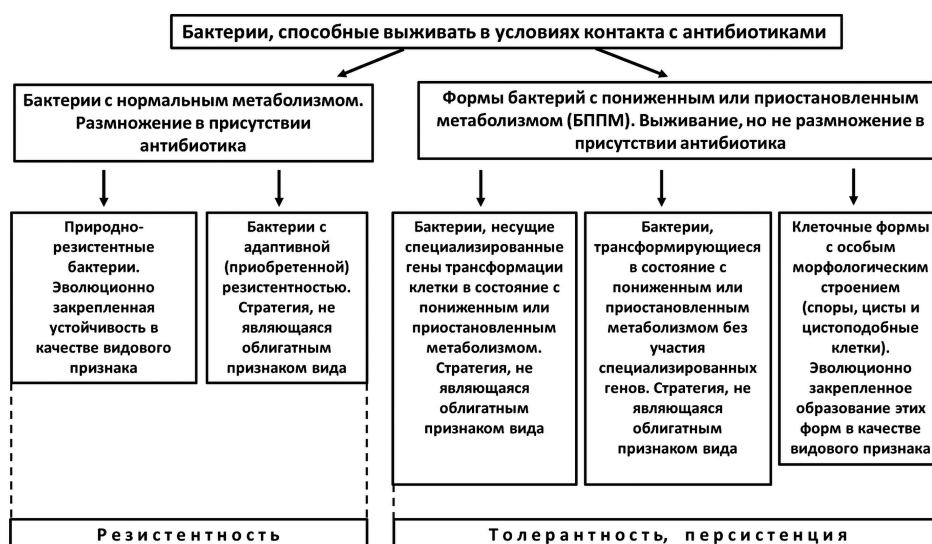 Бактерии, способные выживать в условиях контакта с антибиотиками
Бактерии с нормальным метаболизмом.
Размножение в присутствии
антибиотика
Формы бактерий с пониженным или приостановленным
метаболизмом (БППМ). Выживание, но не размножение в
присутствии антибиотика
Природно-
резистентные
бактерии.
Эволюционно
закрепленная
устойчивость в
качестве видового
признака
Бактерии с
адаптивной
(приобретенной)
резистентностью.
Стратегия, не
являющаяся
облигатным
признаком вида
Бактерии, несущие
специализированные
гены трансформации
клетки в состояние с
пониженным или
приостановленным
метаболизмом.
Стратегия, не
являющаяся
облигатным
признаком вида
Бактерии,
трансформирующиеся
в состояние с
пониженным или
приостановленным
метаболизмом без
участия
специализированных
генов. Стратегия, не
являющаяся
облигатным
признаком вида
Клеточные формы
с особым
морфологическим
строением
(споры, цисты и
цистоподобные
клетки).
Эволюционно
закрепленное
образование этих
форм в качестве
видового признака
Резистентность
Толерантность, персистенция